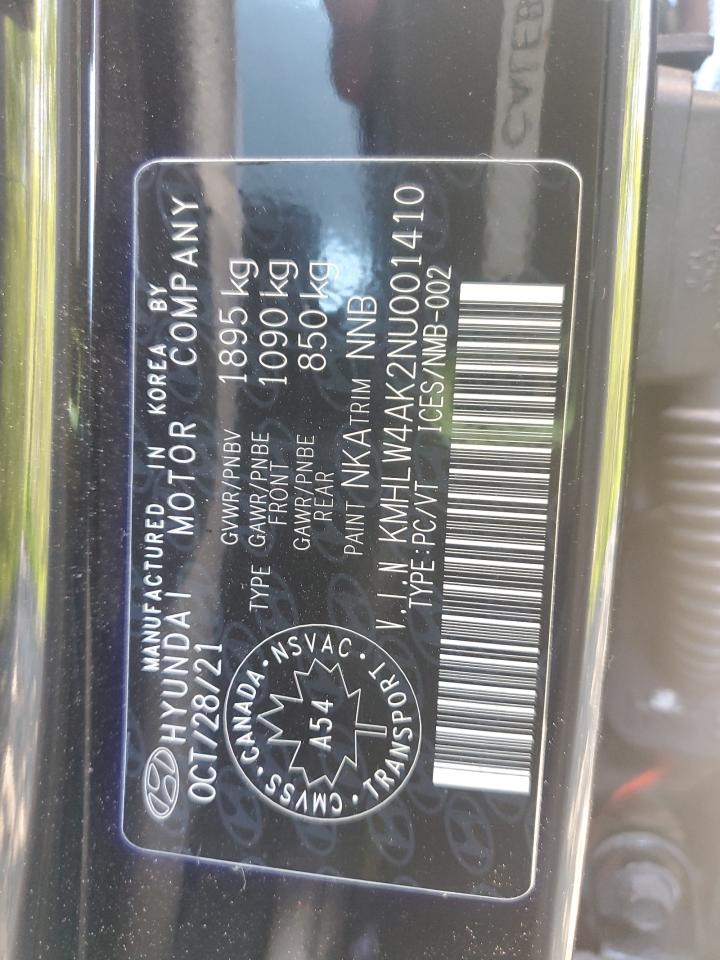 MANUFACTURED IN KOREA BY
HYUNDAI MOTOR COMPANY
OCT/28/21
GVWR/PNBV 1895 kg
TYPE GAWR/PNBE FRONT 1090 kg
GAWR/PNBE REAR 850 kg
PAINT NKA TRIM NNB
V.I.N KMHLW4AK2NU001410
TYPE:PC/VT ICES/NMB-002
CANADA · NSVAC · TRANSPORT · CMVSS ·
A54